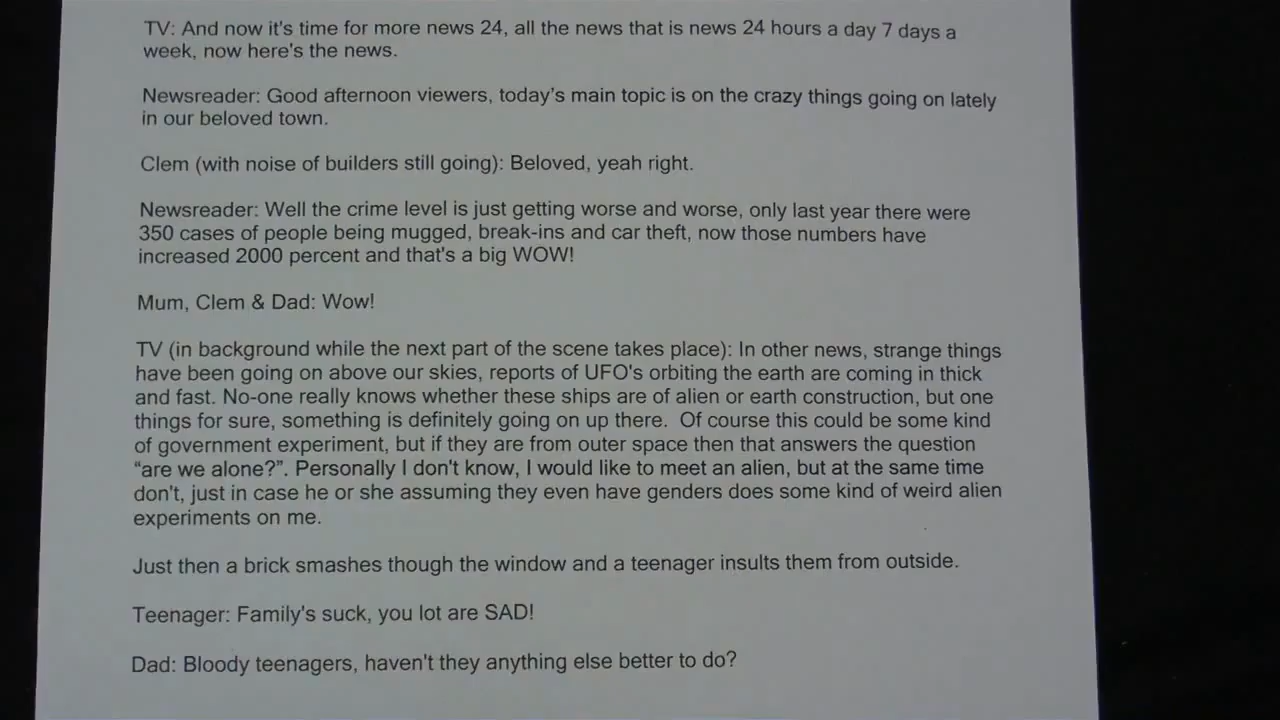 TV: And now it's time for more news 24, all the news that is news 24 hours a day 7 days a
week, now here's the news.
Newsreader: Good afternoon viewers, today's main topic is on the crazy things going on lately
in our beloved town.
Clem (with noise of builders still going): Beloved, yeah right.
Newsreader: Well the crime level is just getting worse and worse, only last year there were
350 cases of people being mugged, break-ins and car theft, now those numbers have
increased 2000 percent and that's a big WOW!
Mum, Clem & Dad: Wow!
TV (in background while the next part of the scene takes place): In other news, strange things
have been going on above our skies, reports of UFO's orbiting the earth are coming in thick
and fast. No-one really knows whether these ships are of alien or earth construction, but one
things for sure, something is definitely going on up there.  Of course this could be some kind
of government experiment, but if they are from outer space then that answers the question
“are we alone?”. Personally I don't know, I would like to meet an alien, but at the same time
don't, just in case he or she assuming they even have genders does some kind of weird alien
experiments on me.
Just then a brick smashes though the window and a teenager insults them from outside.
Teenager: Family's suck, you lot are SAD!
Dad: Bloody teenagers, haven't they anything else better to do?